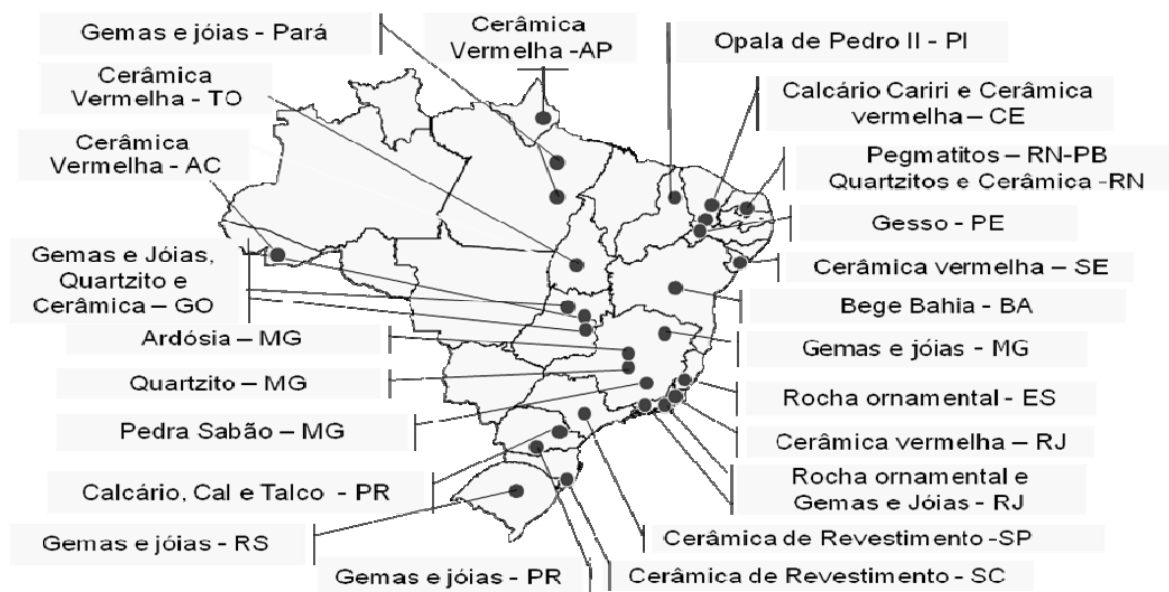 Gemas e jóias - Pará
Cerâmica
Vermelha -AP
Opala de Pedro II - PI
Cerâmica
Vermelha - TO
Calcário Cariri e Cerâmica
vermelha – CE
Cerâmica
Vermelha - AC
Pegmatitos – RN-PB
Quartzitos e Cerâmica -RN
Gesso - PE
Gemas e Jóias,
Quartzito e
Cerâmica – GO
Cerâmica vermelha – SE
Bege Bahia - BA
Ardósia – MG
Gemas e jóias - MG
Quartzito – MG
Rocha ornamental - ES
Pedra Sabão – MG
Cerâmica vermelha – RJ
Calcário, Cal e Talco - PR
Rocha ornamental e
Gemas e Jóias - RJ
Gemas e jóias - RS
Cerâmica de Revestimento -SP
Gemas e jóias - PR
Cerâmica de Revestimento - SC